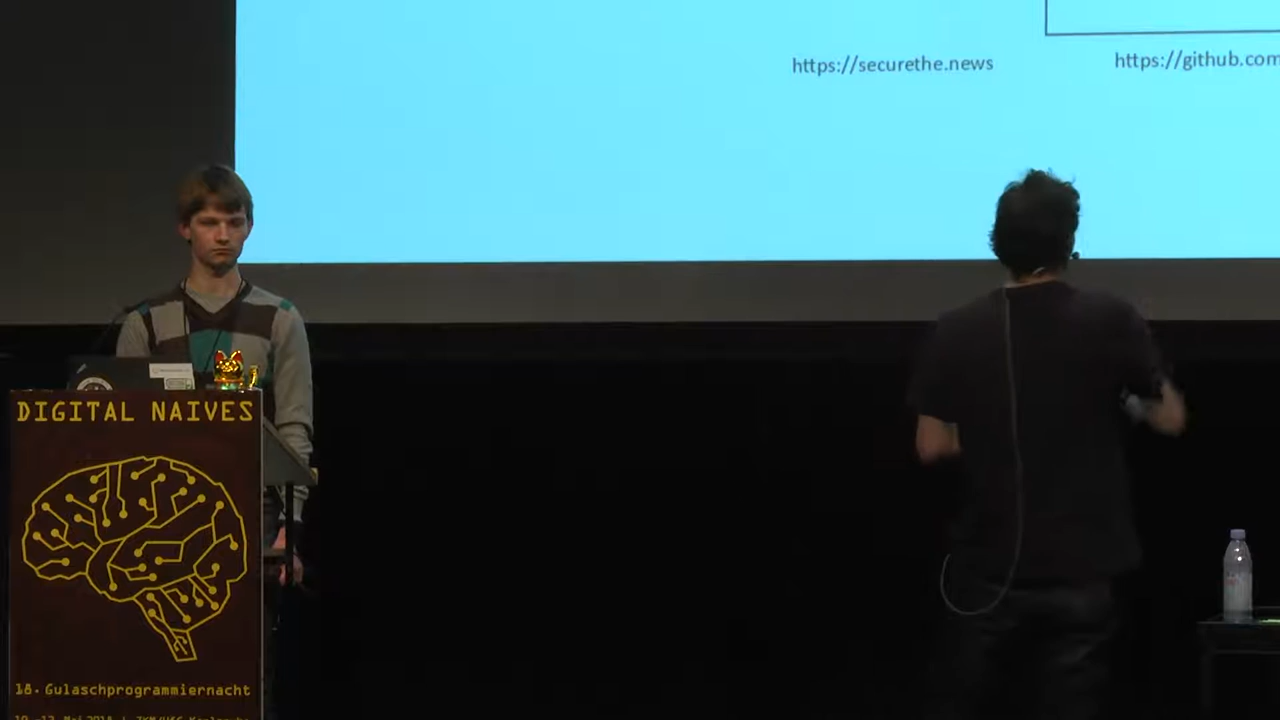 https://securethe.news
https://github.com
DIGITAL NAIVES
18. Gulaschprogrammiernacht